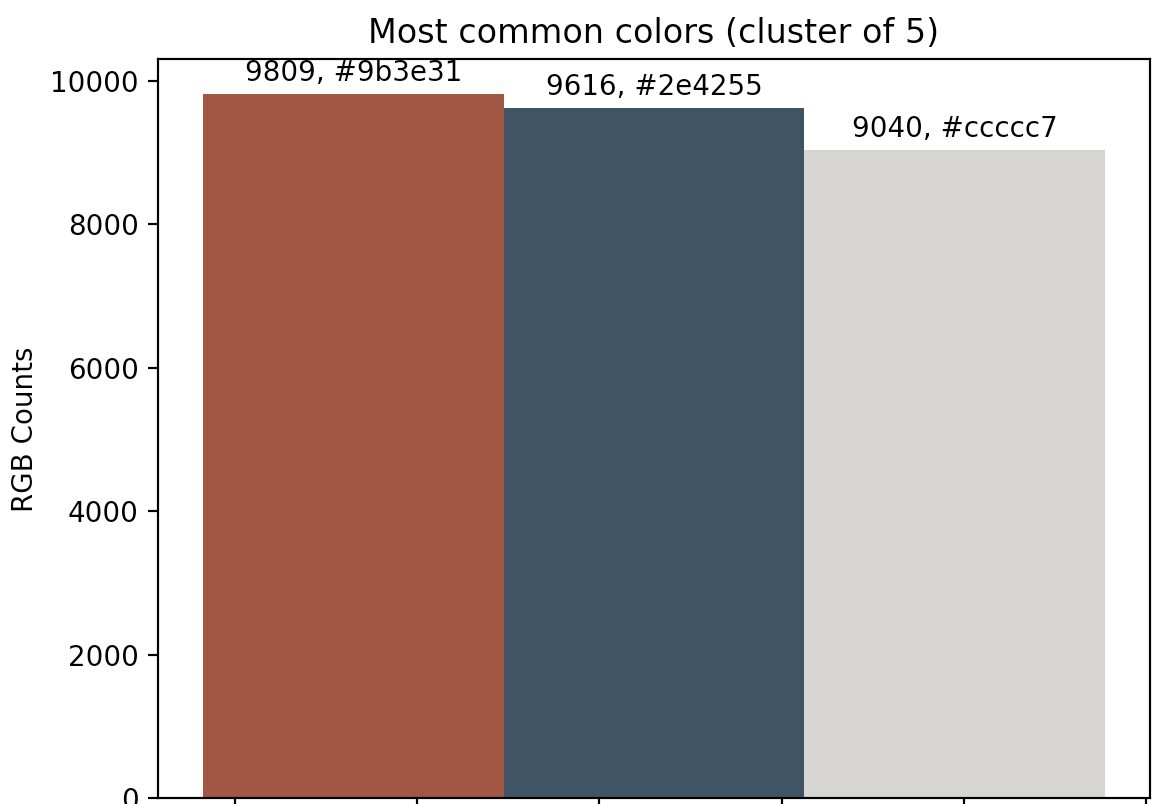 Most common colors (cluster of 5)
9809, #9b3e31
9616, #2e4255
9040, #ccccc7
10000
8000
6000
4000
2000
0
RGB Counts